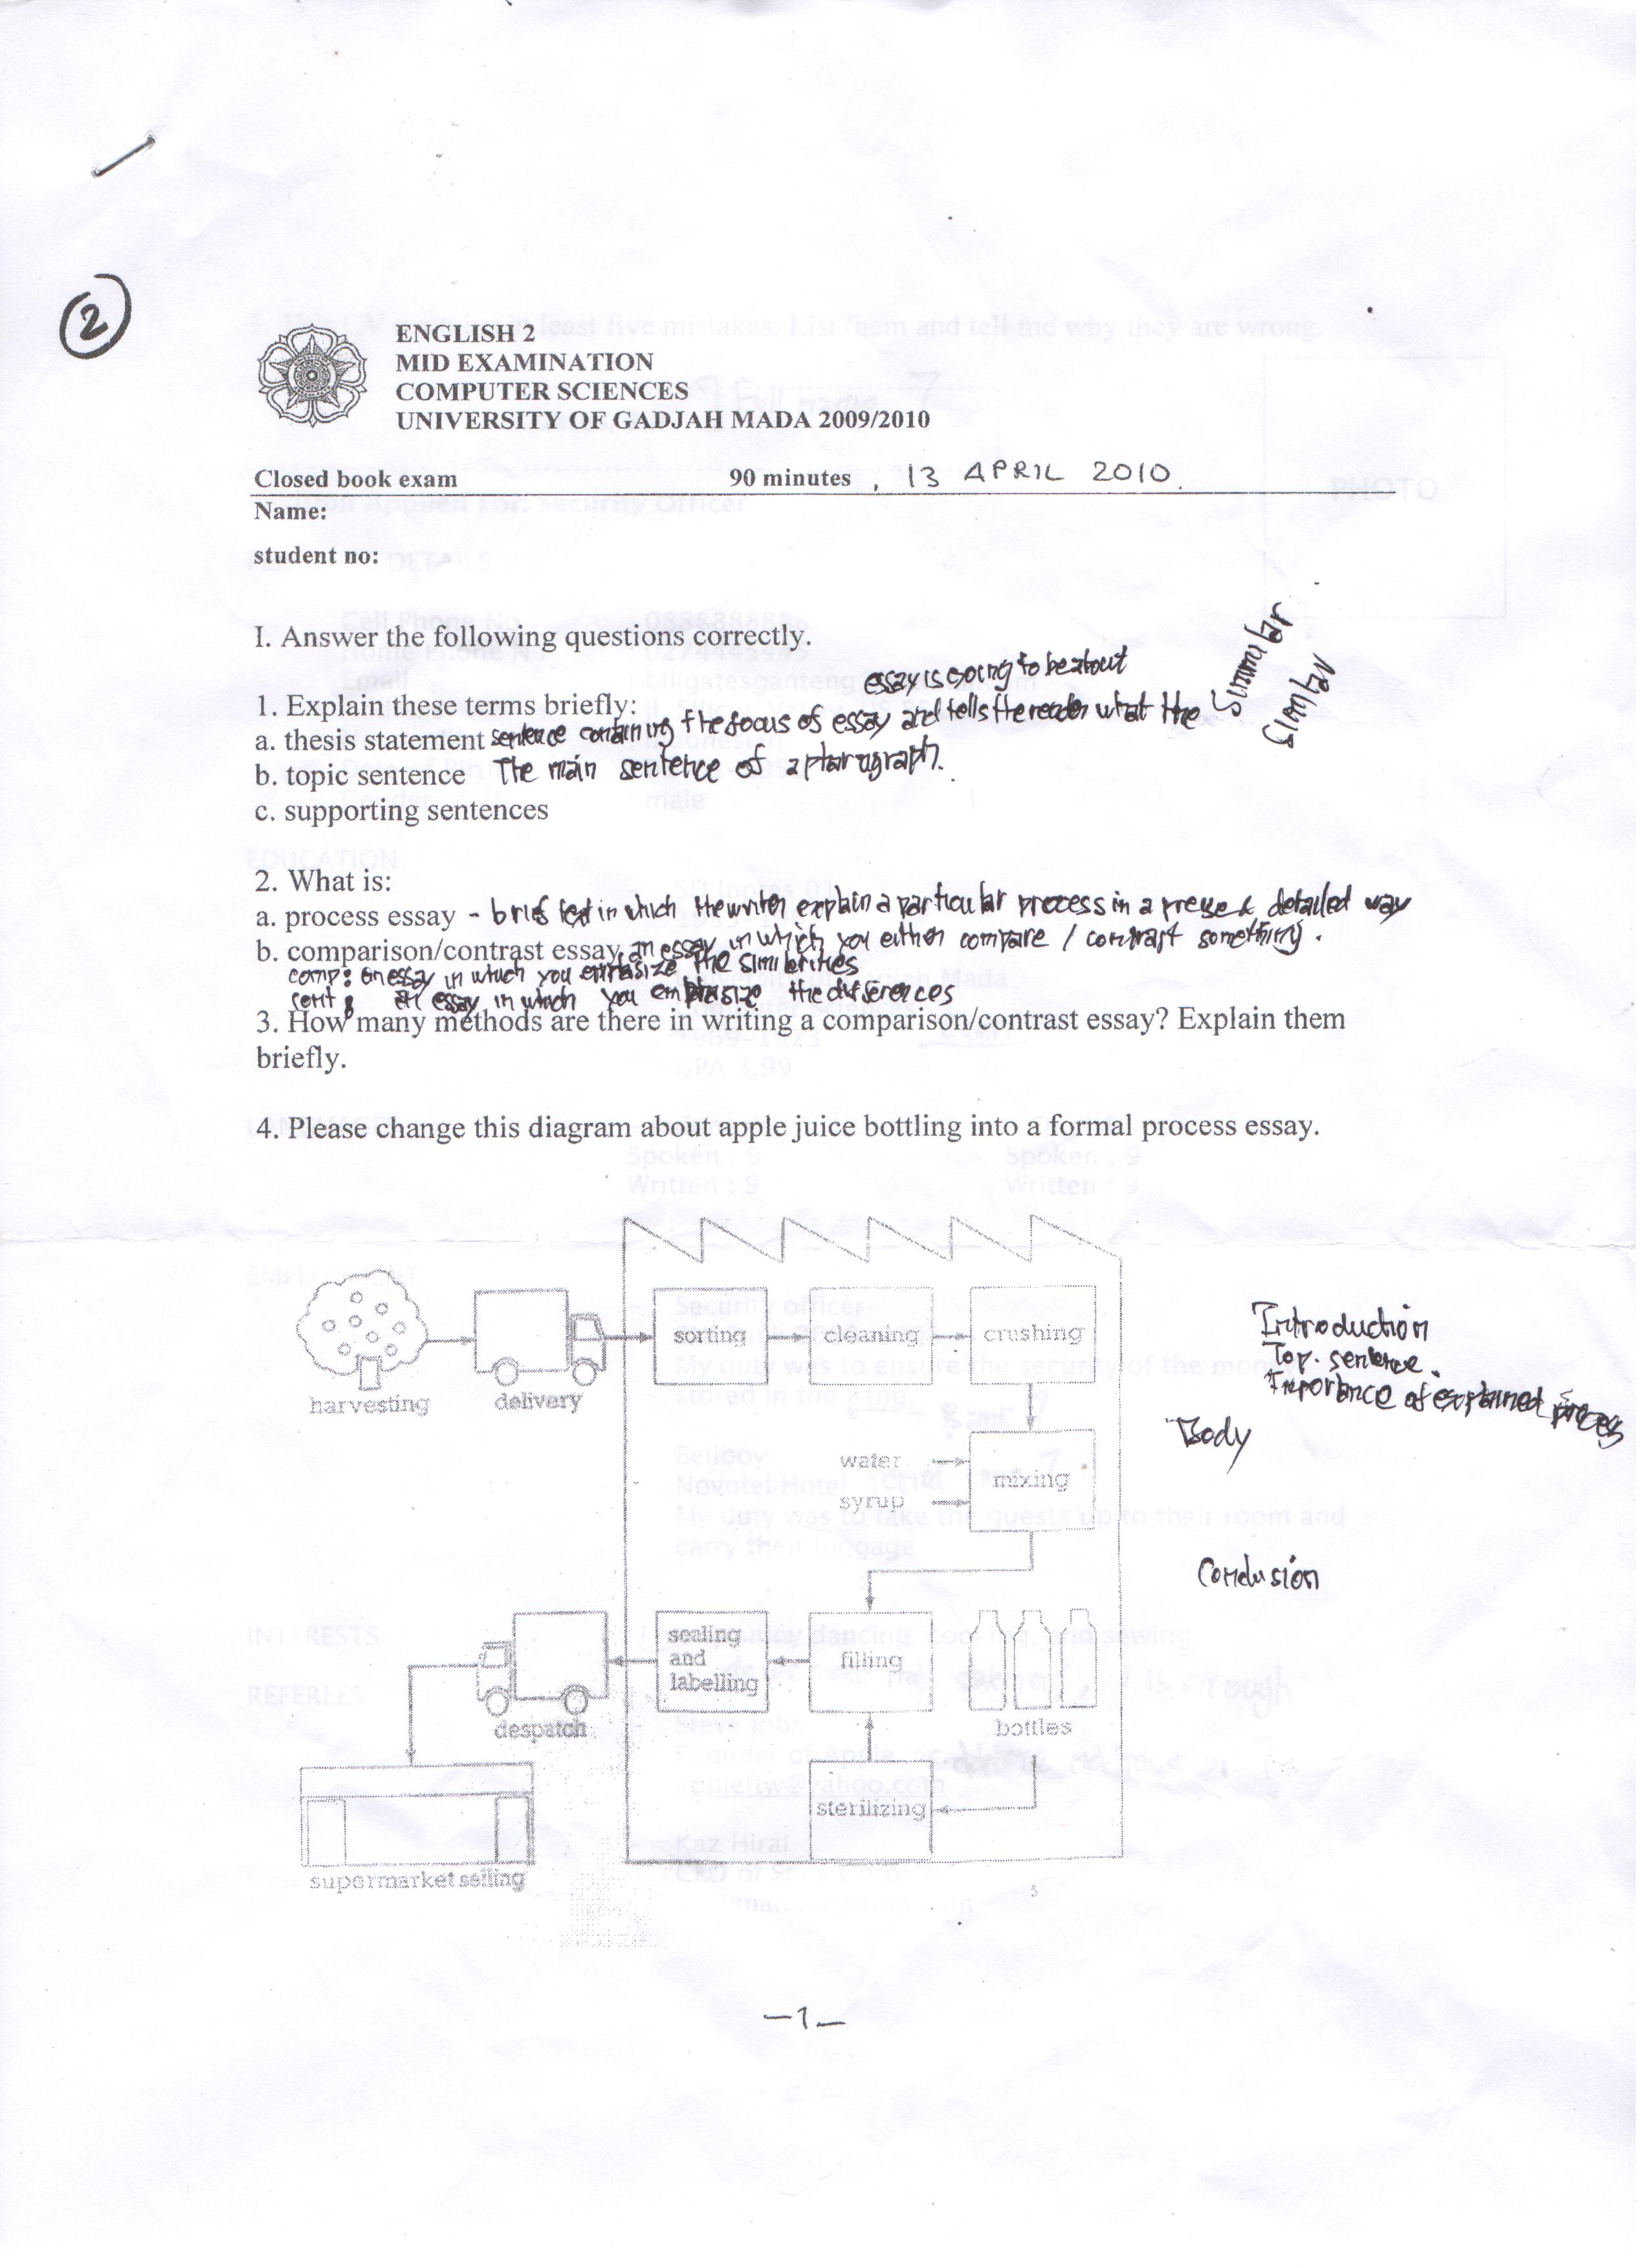 2
ENGLISH 2
MID EXAMINATION
COMPUTER SCIENCES
UNIVERSITY OF GADJAH MADA 2009/2010
Closed book exam 90 minutes , 13 APRIL 2010.
Name:
student no:
I. Answer the following questions correctly.
essay is going to be about
1. Explain these terms briefly:
a. thesis statement sentence containing the focus of essay and tells the reader what the
b. topic sentence The main sentence of a paragraph.
c. supporting sentences
Similar
2. What is:
a. process essay - brief text in which the writer explain a particular process in a detailed way
b. comparison/contrast essay, an essay in which you either compare / contrast something.
comp: an essay in which you the similarities
cont: an essay in which you emphasize the differences
3. How many methods are there in writing a comparison/contrast essay? Explain them
briefly.
4. Please change this diagram about apple juice bottling into a formal process essay.
harvesting
delivery
sorting
cleaning
crushing
water
syrup
mixing
sealing
and
labelling
filling
bottles
despatch
sterilizing
supermarket selling
5
Introduction
Top. sentence.
Importance of explained process
Body
Conclusion
-1-